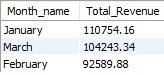 Month_name Total_Revenue
January 110754.16
March 104243.34
February 92589.88